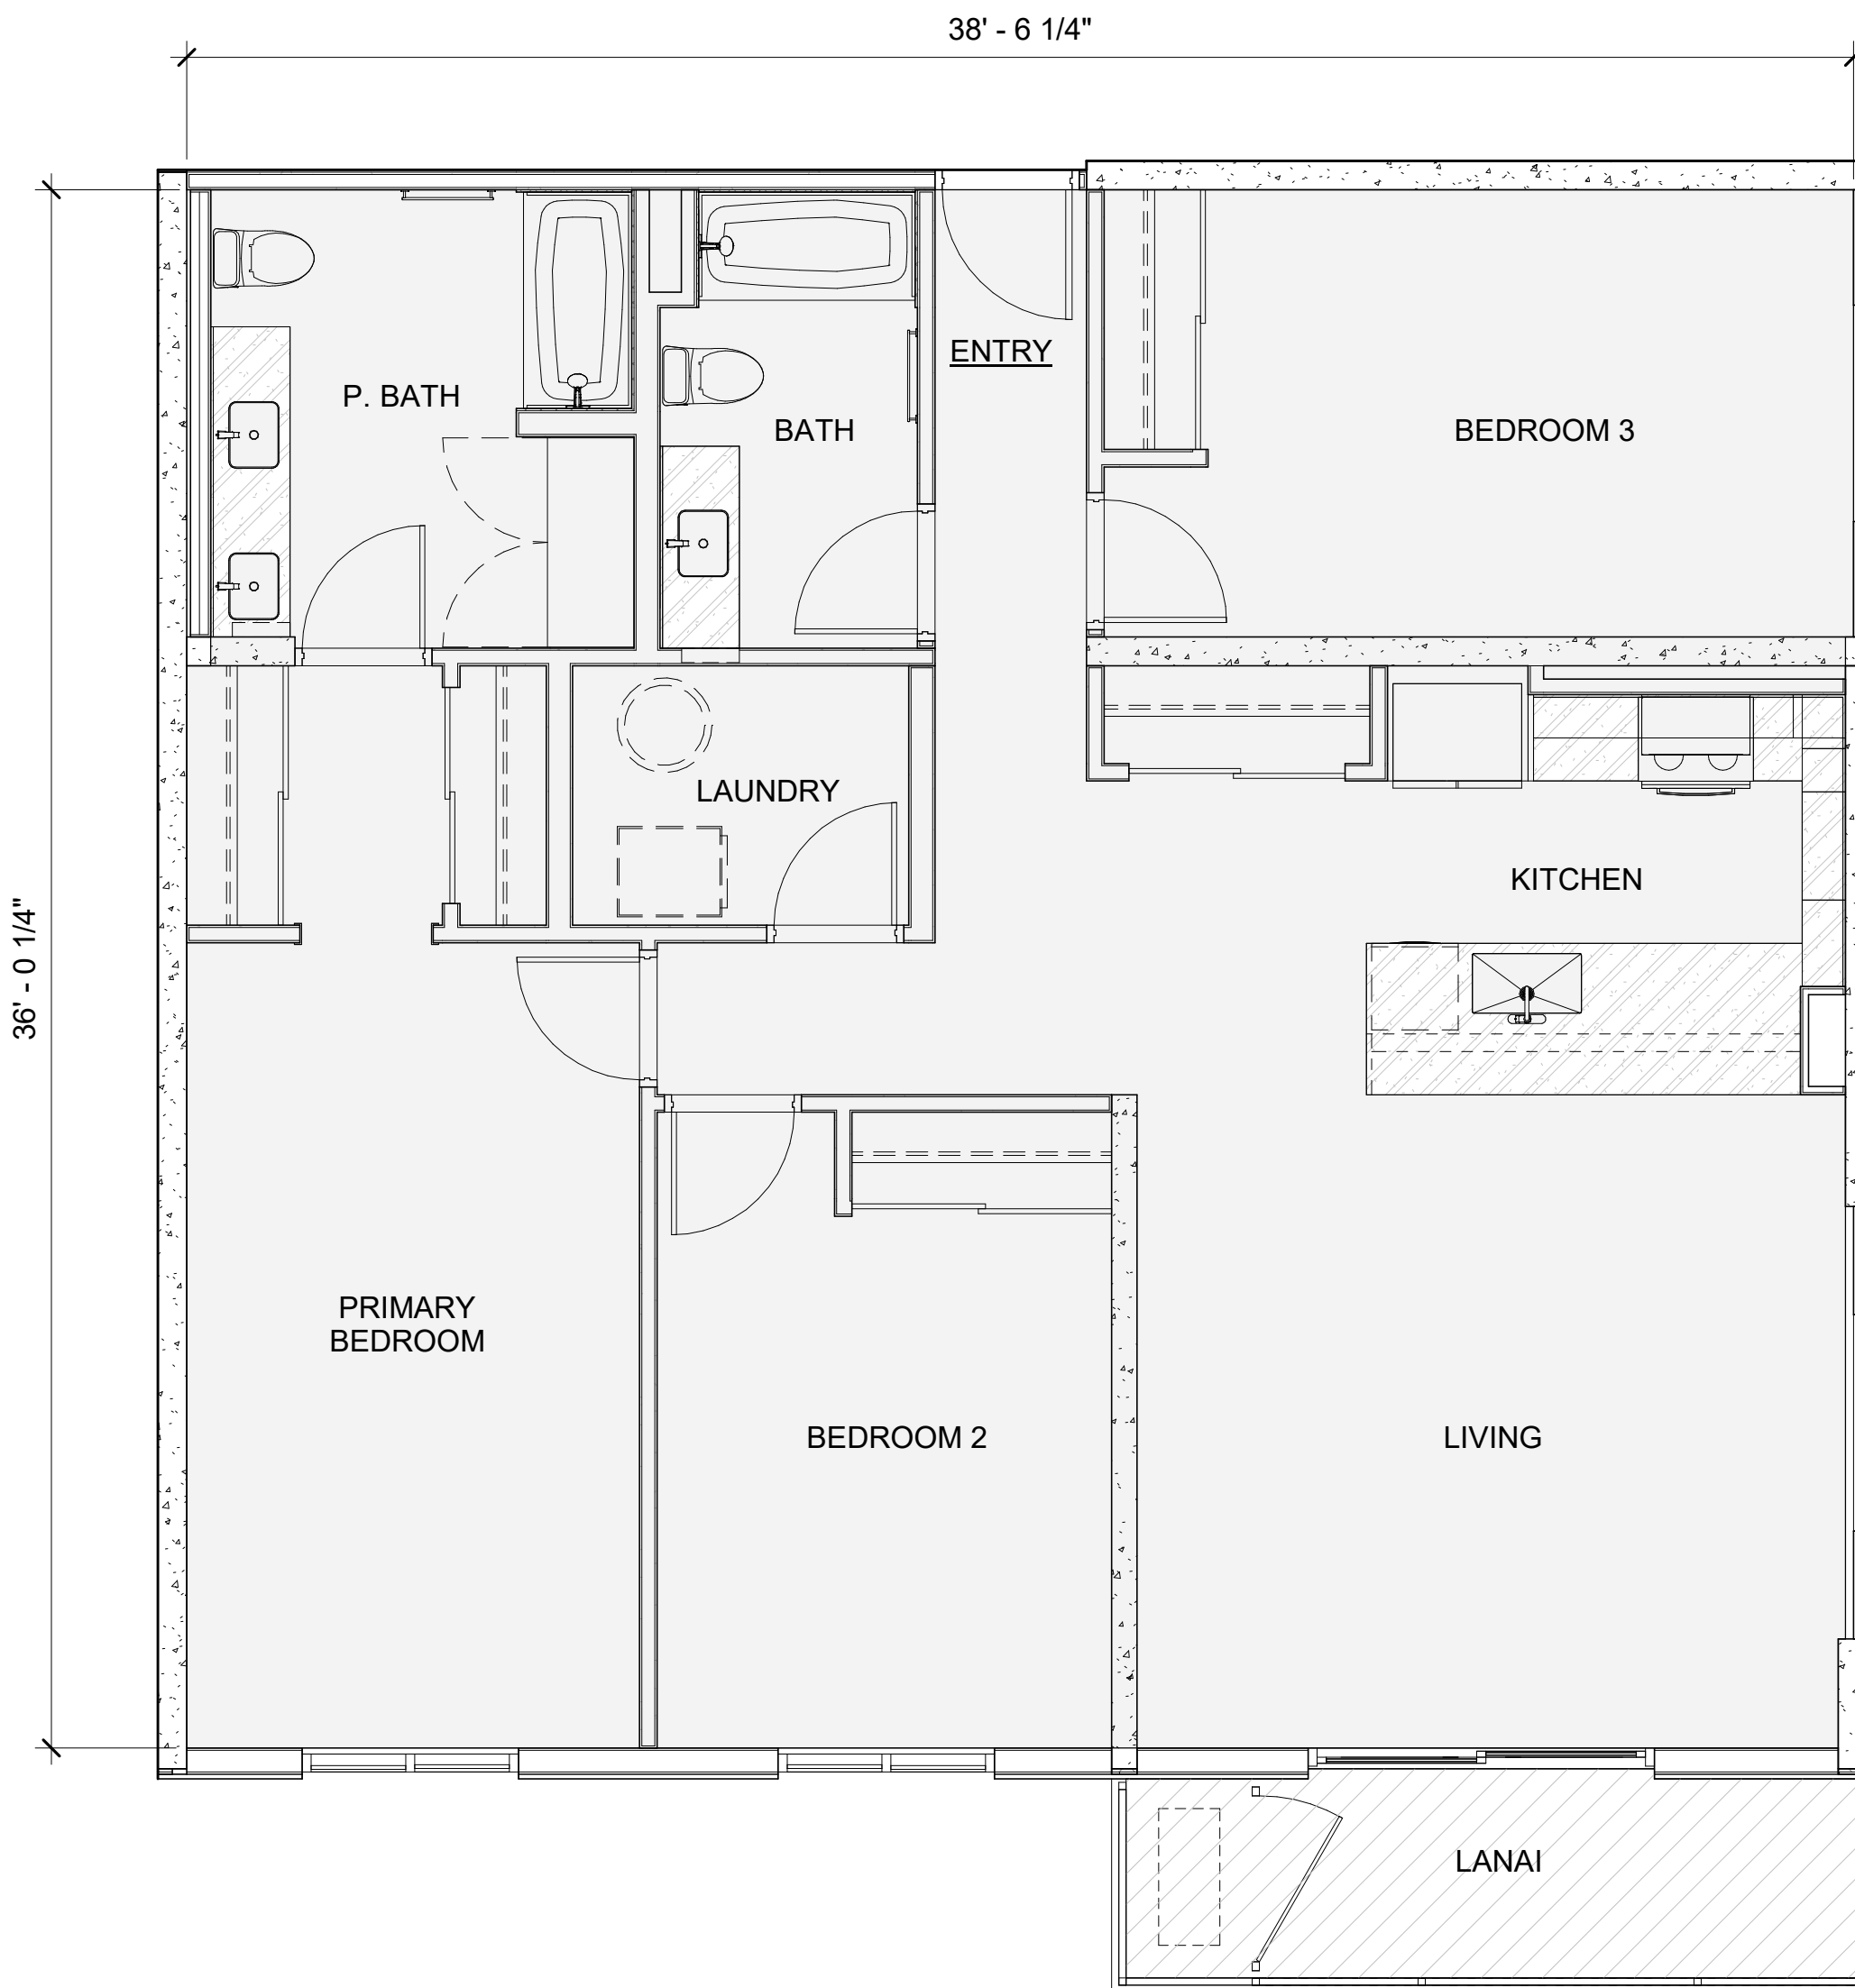 38' - 6 1/4"
ENTRY
P. BATH
BATH
BEDROOM 3
LAUNDRY
KITCHEN
36' - 0 1/4"
PRIMARY
BEDROOM
BEDROOM 2
LIVING
LANAI